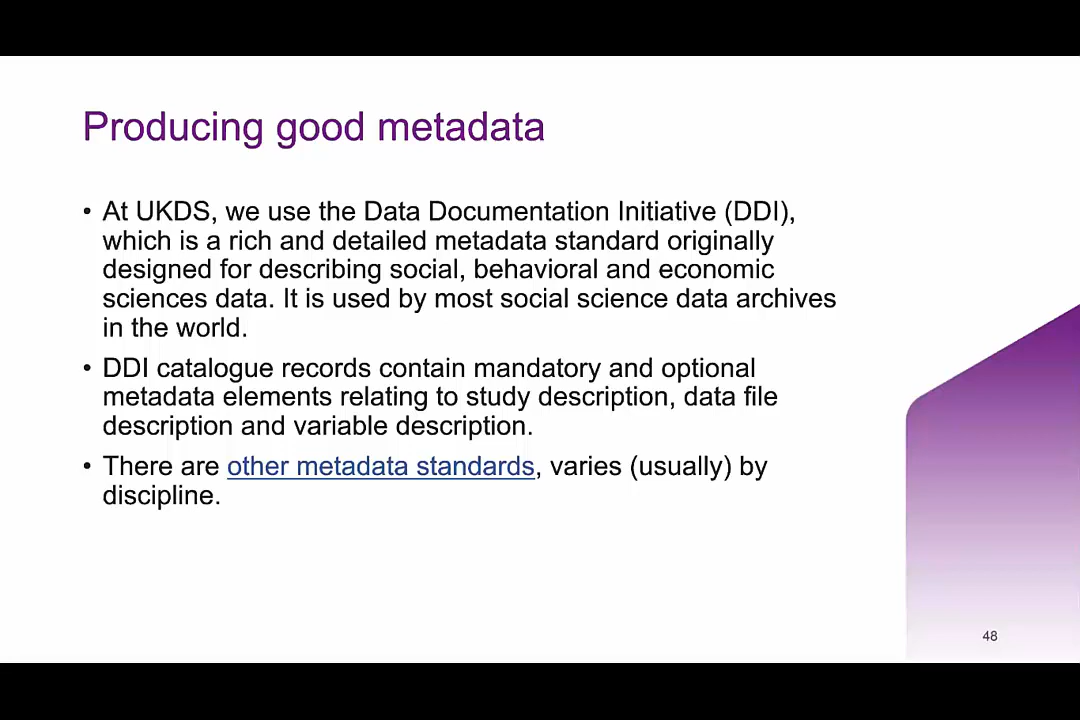 Producing good metadata
• At UKDS, we use the Data Documentation Initiative (DDI),
which is a rich and detailed metadata standard originally
designed for describing social, behavioral and economic
sciences data. It is used by most social science data archives
in the world.
• DDI catalogue records contain mandatory and optional
metadata elements relating to study description, data file
description and variable description.
• There are other metadata standards, varies (usually) by
discipline.
48